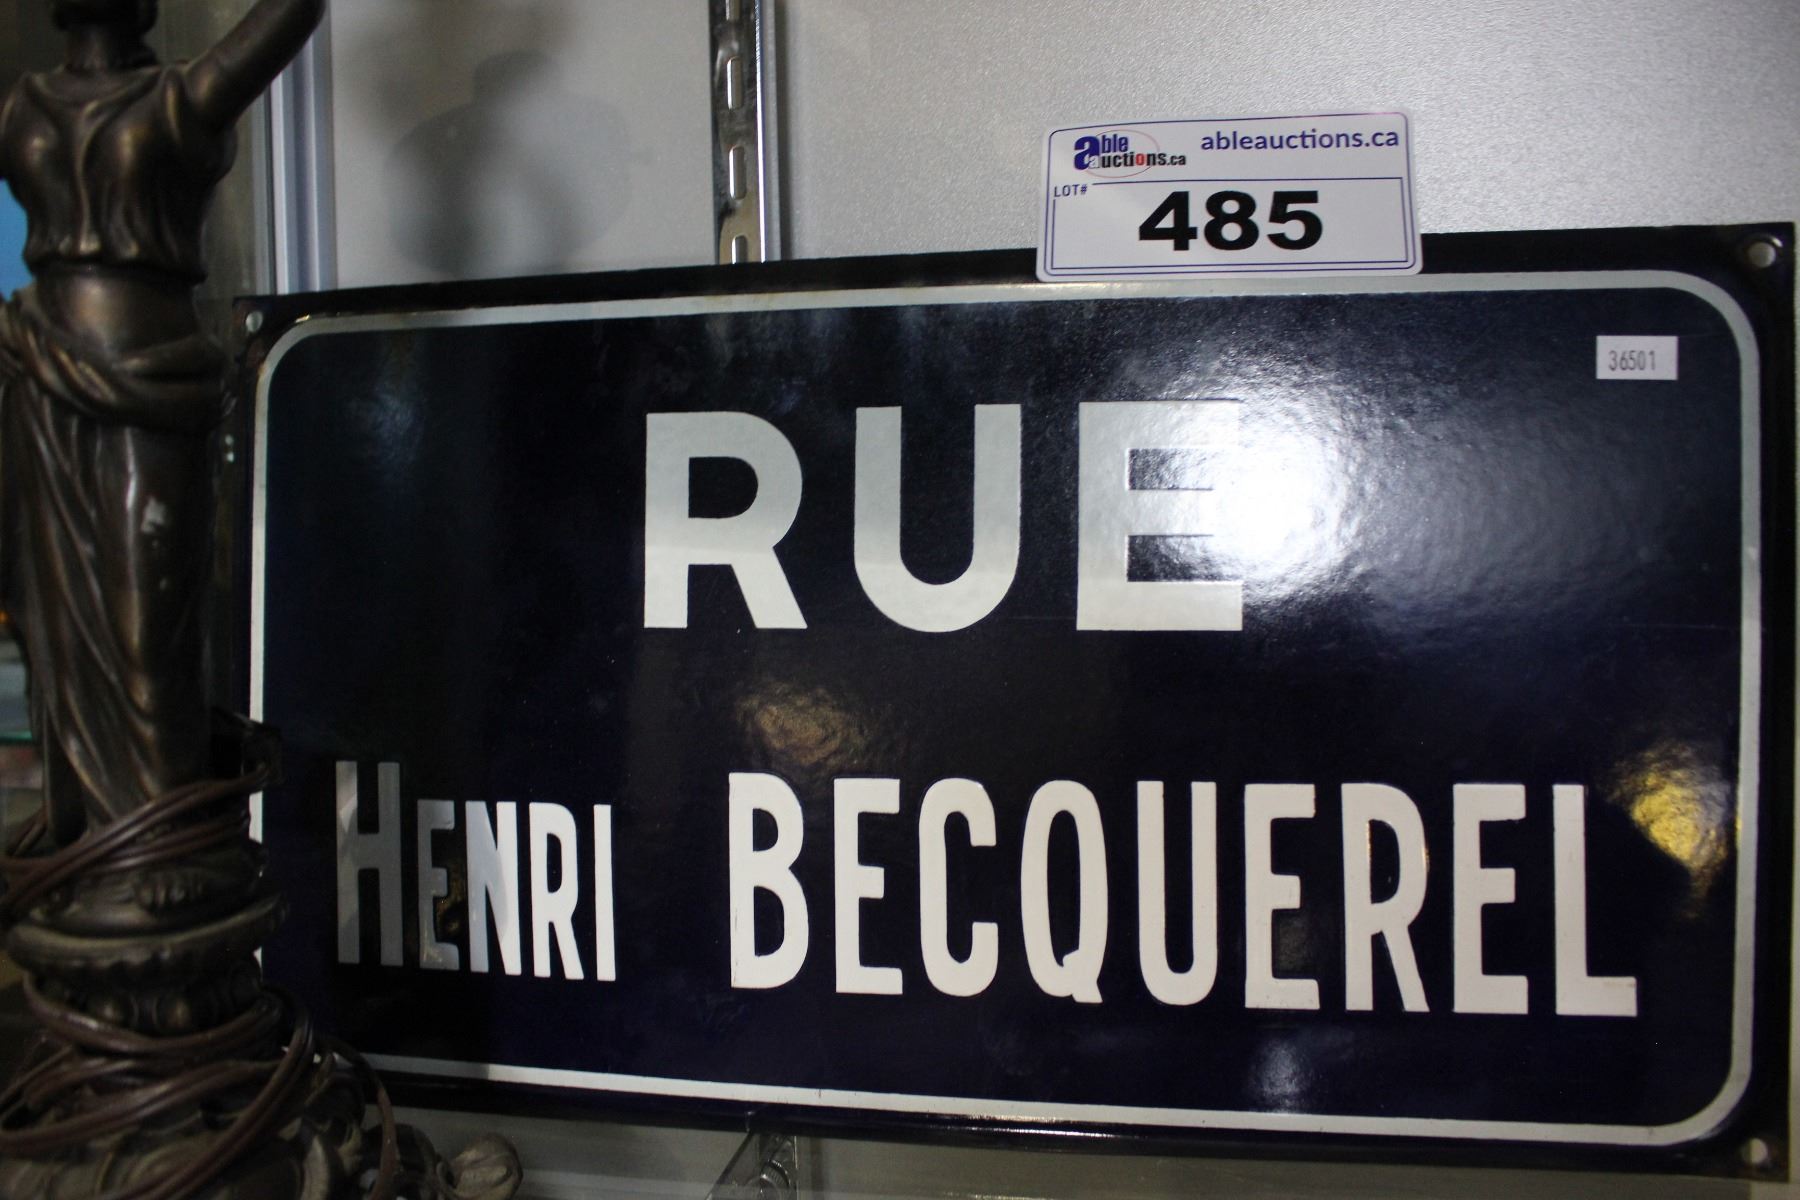 able auctions.ca ableauctions.ca
LOT#
485
36501
RUE
HENRI BECQUEREL